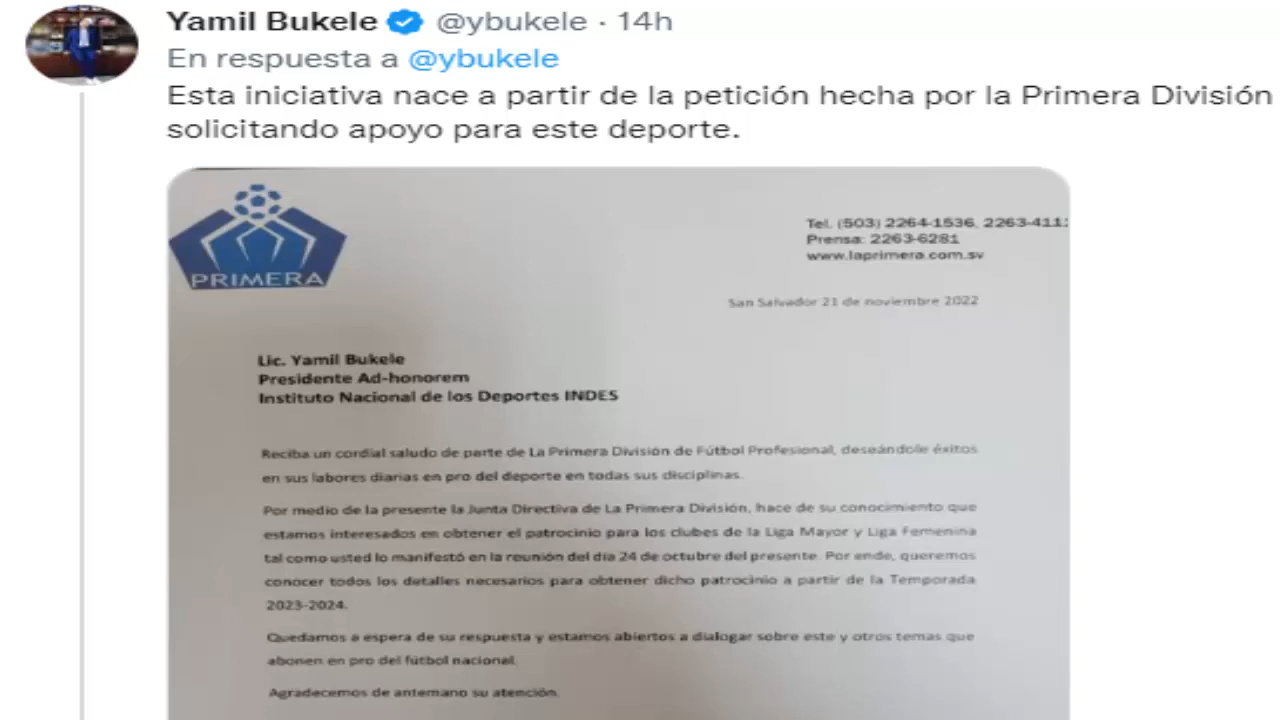 Yamil Bukele @ybukele · 14h
En respuesta a @ybukele
Esta iniciativa nace a partir de la petición hecha por la Primera División
solicitando apoyo para este deporte.
PRIMERA
Tel. (503) 2264-1536, 2263-411
Prensa: 2263-6281
www.laprimera.com.sv
San Salvador 21 de noviembre 2022
Lic. Yamil Bukele
Presidente Ad-honorem
Instituto Nacional de los Deportes INDES
Reciba un cordial saludo de parte de La Primera División de Fútbol Profesional, deseándole éxitos
en sus labores diarias en pro del deporte en todas sus disciplinas.
Por medio de la presente la Junta Directiva de La Primera División, hace de su conocimiento que
estamos interesados en obtener el patrocinio para los clubes de la Liga Mayor y Liga Femenina
tal como usted lo manifestó en la reunión del día 24 de octubre del presente. Por ende, queremos
conocer todos los detalles necesarios para obtener dicho patrocinio a partir de la Temporada
2023-2024.
Quedamos a espera de su respuesta y estamos abiertos a dialogar sobre este y otros temas que
abonen en pro del fútbol nacional.
Agradecemos de antemano su atención.